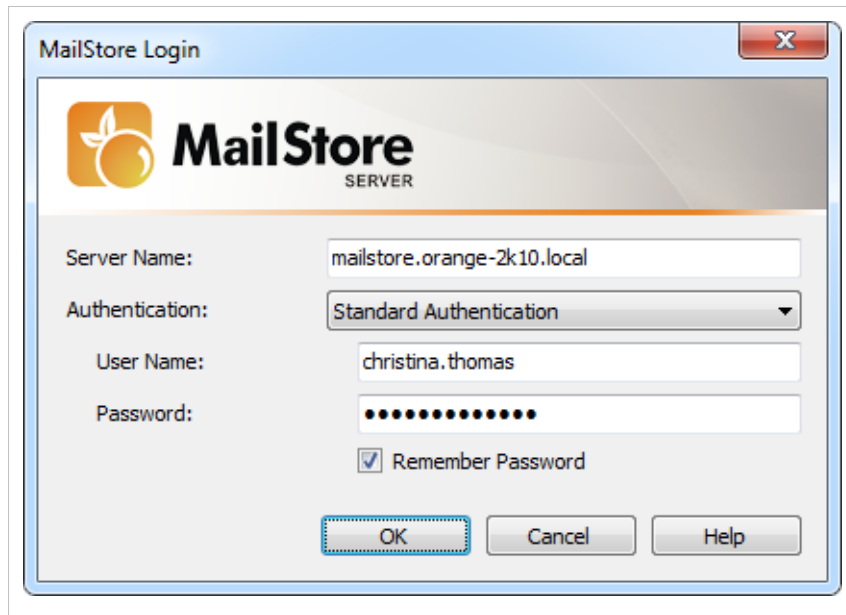 MailStore Login
MailStore
SERVER
Server Name: mailstore.orange-2k10.local
Authentication: Standard Authentication
User Name: christina.thomas
Password: •••••••••••••
Remember Password
OK Cancel Help